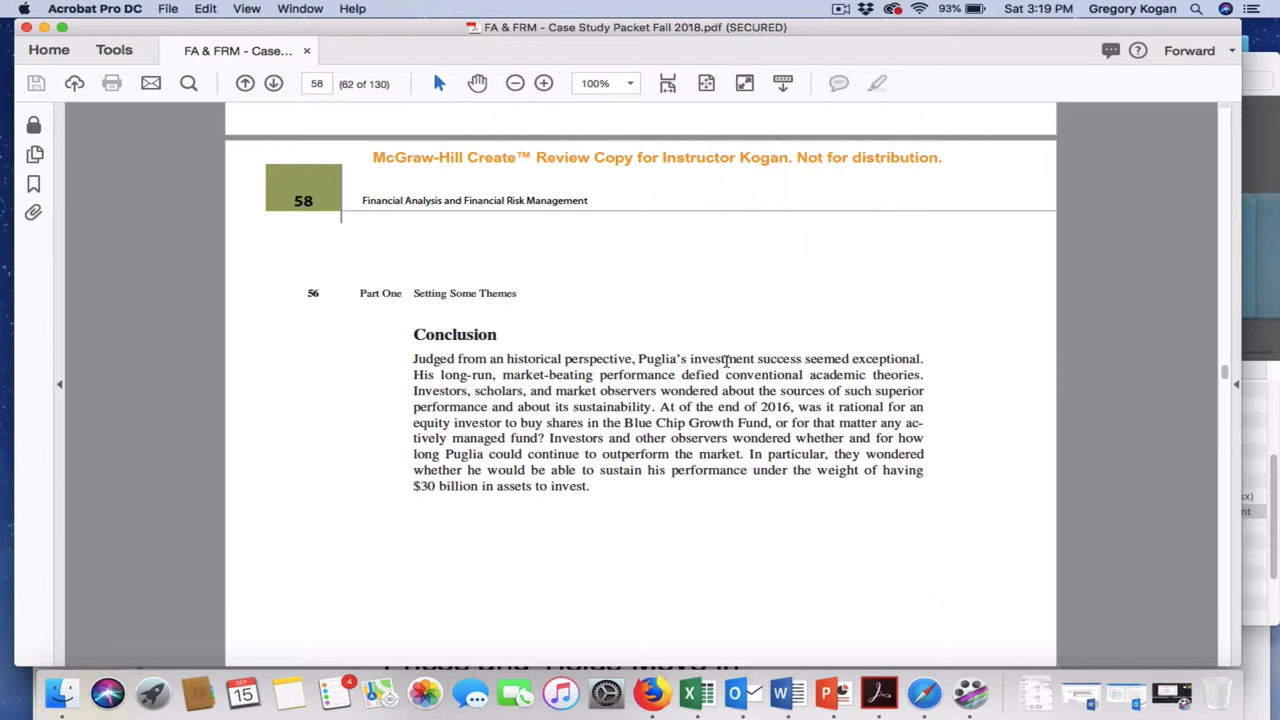 Acrobat Pro DC File Edit View Window Help 93% Sat 3:19 PM Gregory Kogan
FA & FRM - Case Study Packet Fall 2018.pdf (SECURED)
Home Tools FA & FRM - Case... × Forward
58 (62 of 130) 100%
McGraw-Hill Create™ Review Copy for Instructor Kogan. Not for distribution.
58 Financial Analysis and Financial Risk Management
56 Part One Setting Some Themes
Conclusion
Judged from an historical perspective, Puglia's investment success seemed exceptional.
His long-run, market-beating performance defied conventional academic theories.
Investors, scholars, and market observers wondered about the sources of such superior
performance and about its sustainability. At of the end of 2016, was it rational for an
equity investor to buy shares in the Blue Chip Growth Fund, or for that matter any ac-
tively managed fund? Investors and other observers wondered whether and for how
long Puglia could continue to outperform the market. In particular, they wondered
whether he would be able to sustain his performance under the weight of having
$30 billion in assets to invest.
sx)
nt
SEP
15
4